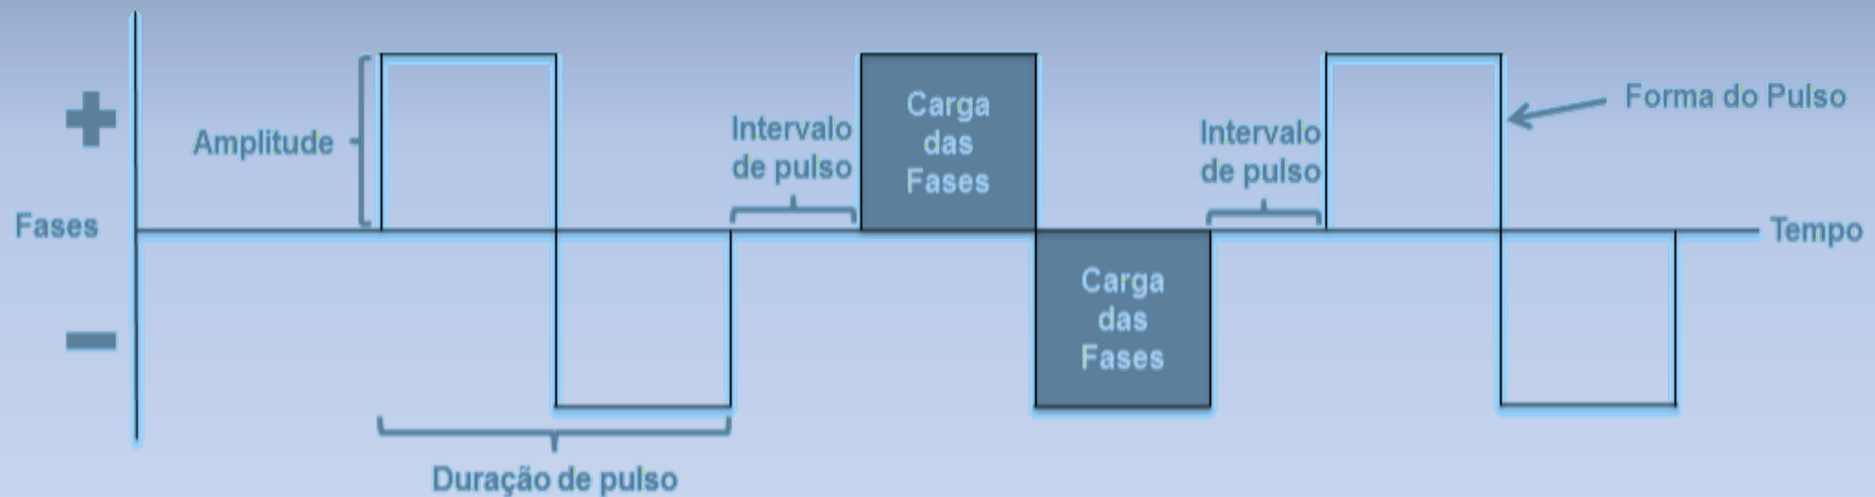 Amplitude
Intervalo
de pulso
Carga
das
Fases
Intervalo
de pulso
Forma do Pulso
Fases
Tempo
Carga
das
Fases
Duração de pulso